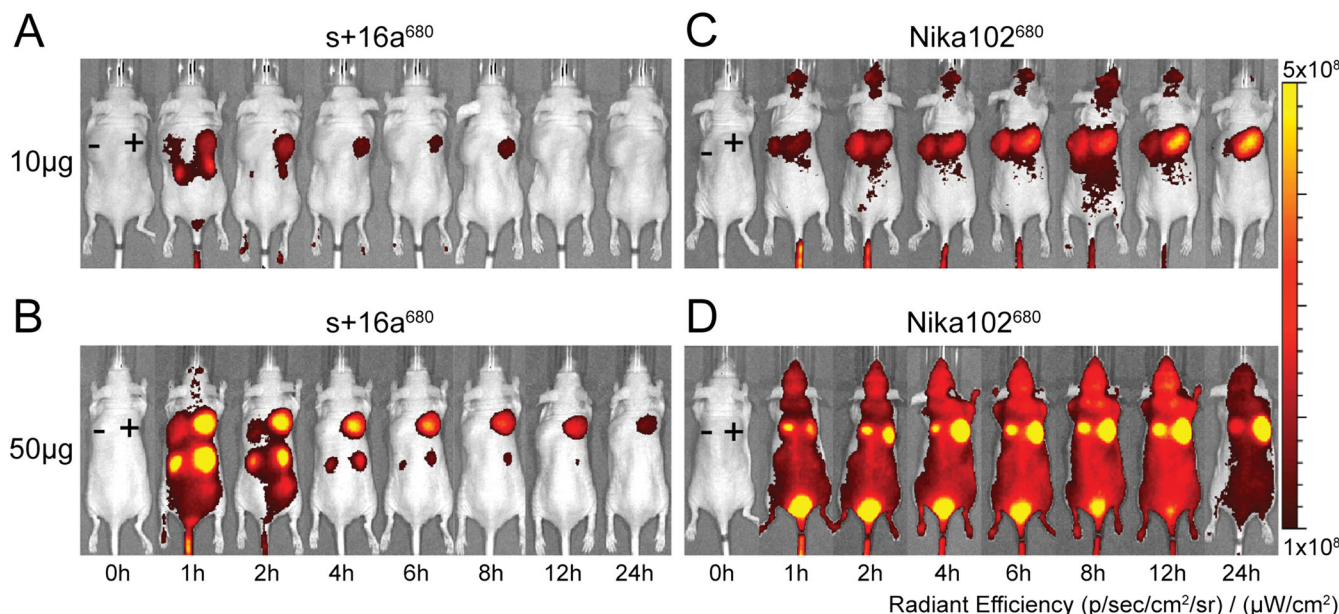 A
s+16a⁶⁸⁰
10µg
- +
B
s+16a⁶⁸⁰
50µg
- +
0h 1h 2h 4h 6h 8h 12h 24h
C
Nika102⁶⁸⁰
- +
D
Nika102⁶⁸⁰
- +
0h 1h 2h 4h 6h 8h 12h 24h
5x10⁸
1x10⁸
Radiant Efficiency (p/sec/cm²/sr) / (µW/cm²)